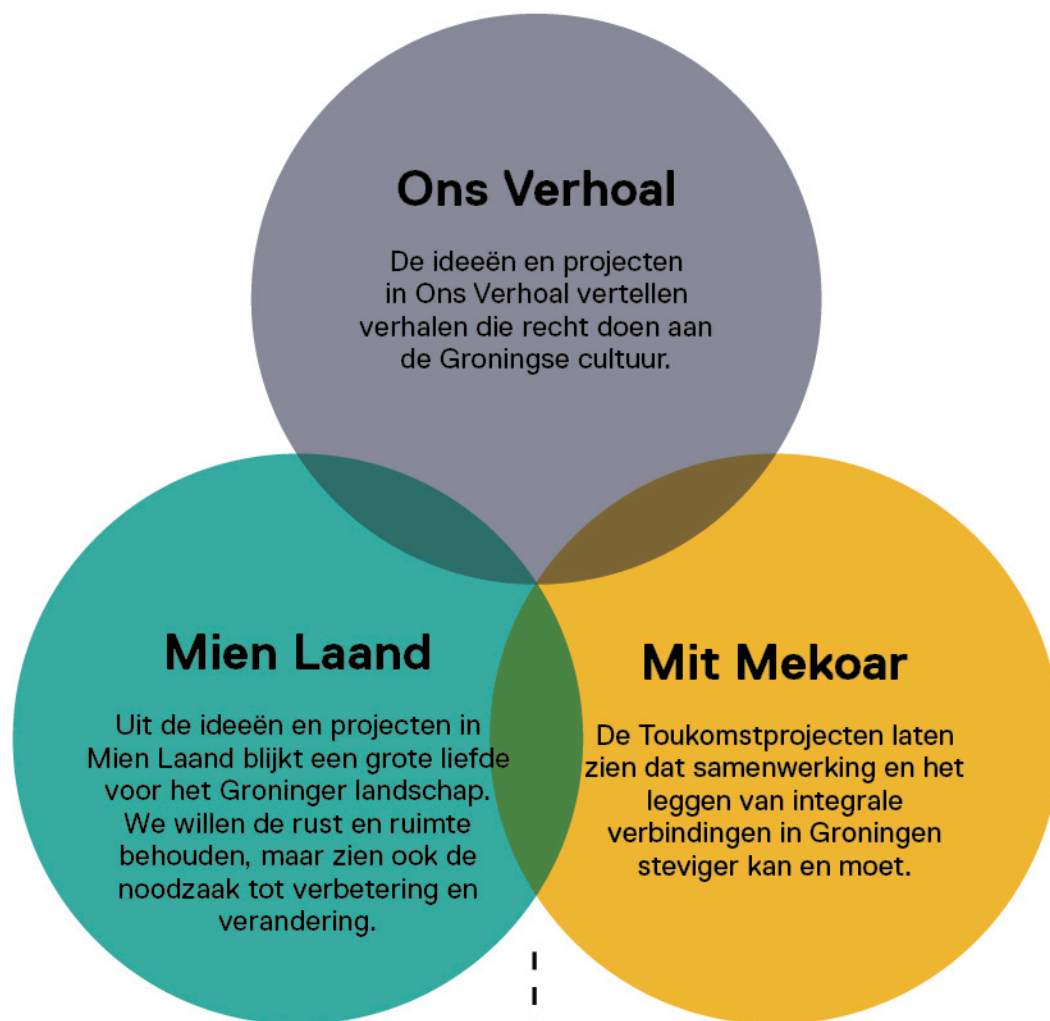 Ons Verhoal
De ideeën en projecten
in Ons Verhoal vertellen
verhalen die recht doen aan
de Groningse cultuur.
Mien Laand
Uit de ideeën en projecten in
Mien Laand blijkt een grote liefde
voor het Groninger landschap.
We willen de rust en ruimte
behouden, maar zien ook de
noodzaak tot verbetering en
verandering.
Mit Mekoar
De Toukomstprojecten laten
zien dat samenwerking en het
leggen van integrale
verbindingen in Groningen
steviger kan en moet.